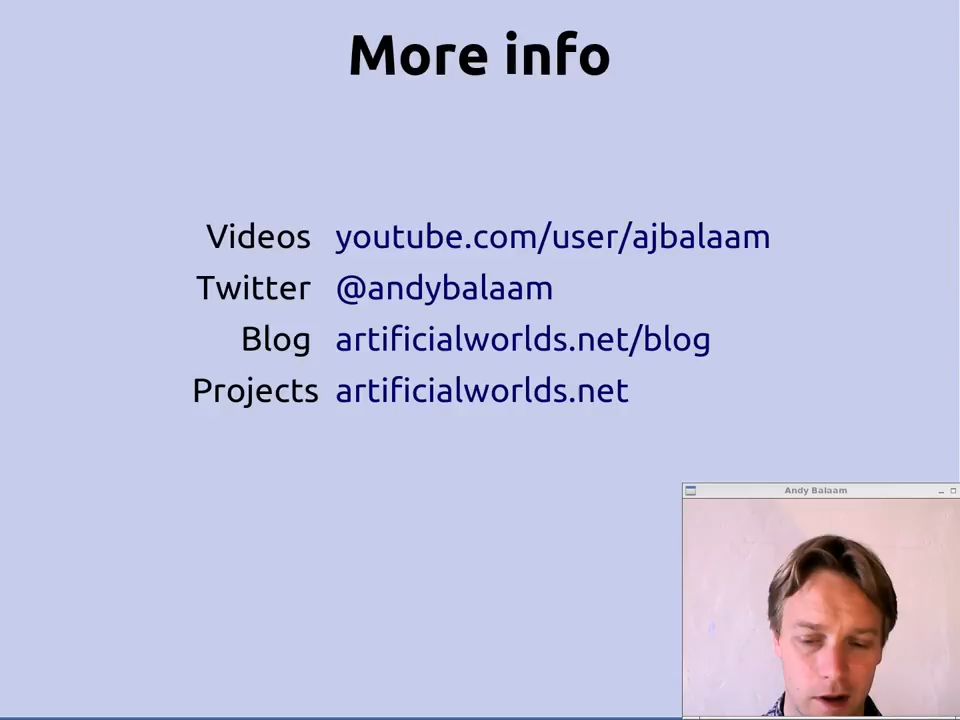 More info
Videos youtube.com/user/ajbalaam
Twitter @andybalaam
Blog artificialworlds.net/blog
Projects artificialworlds.net
Andy Balaam